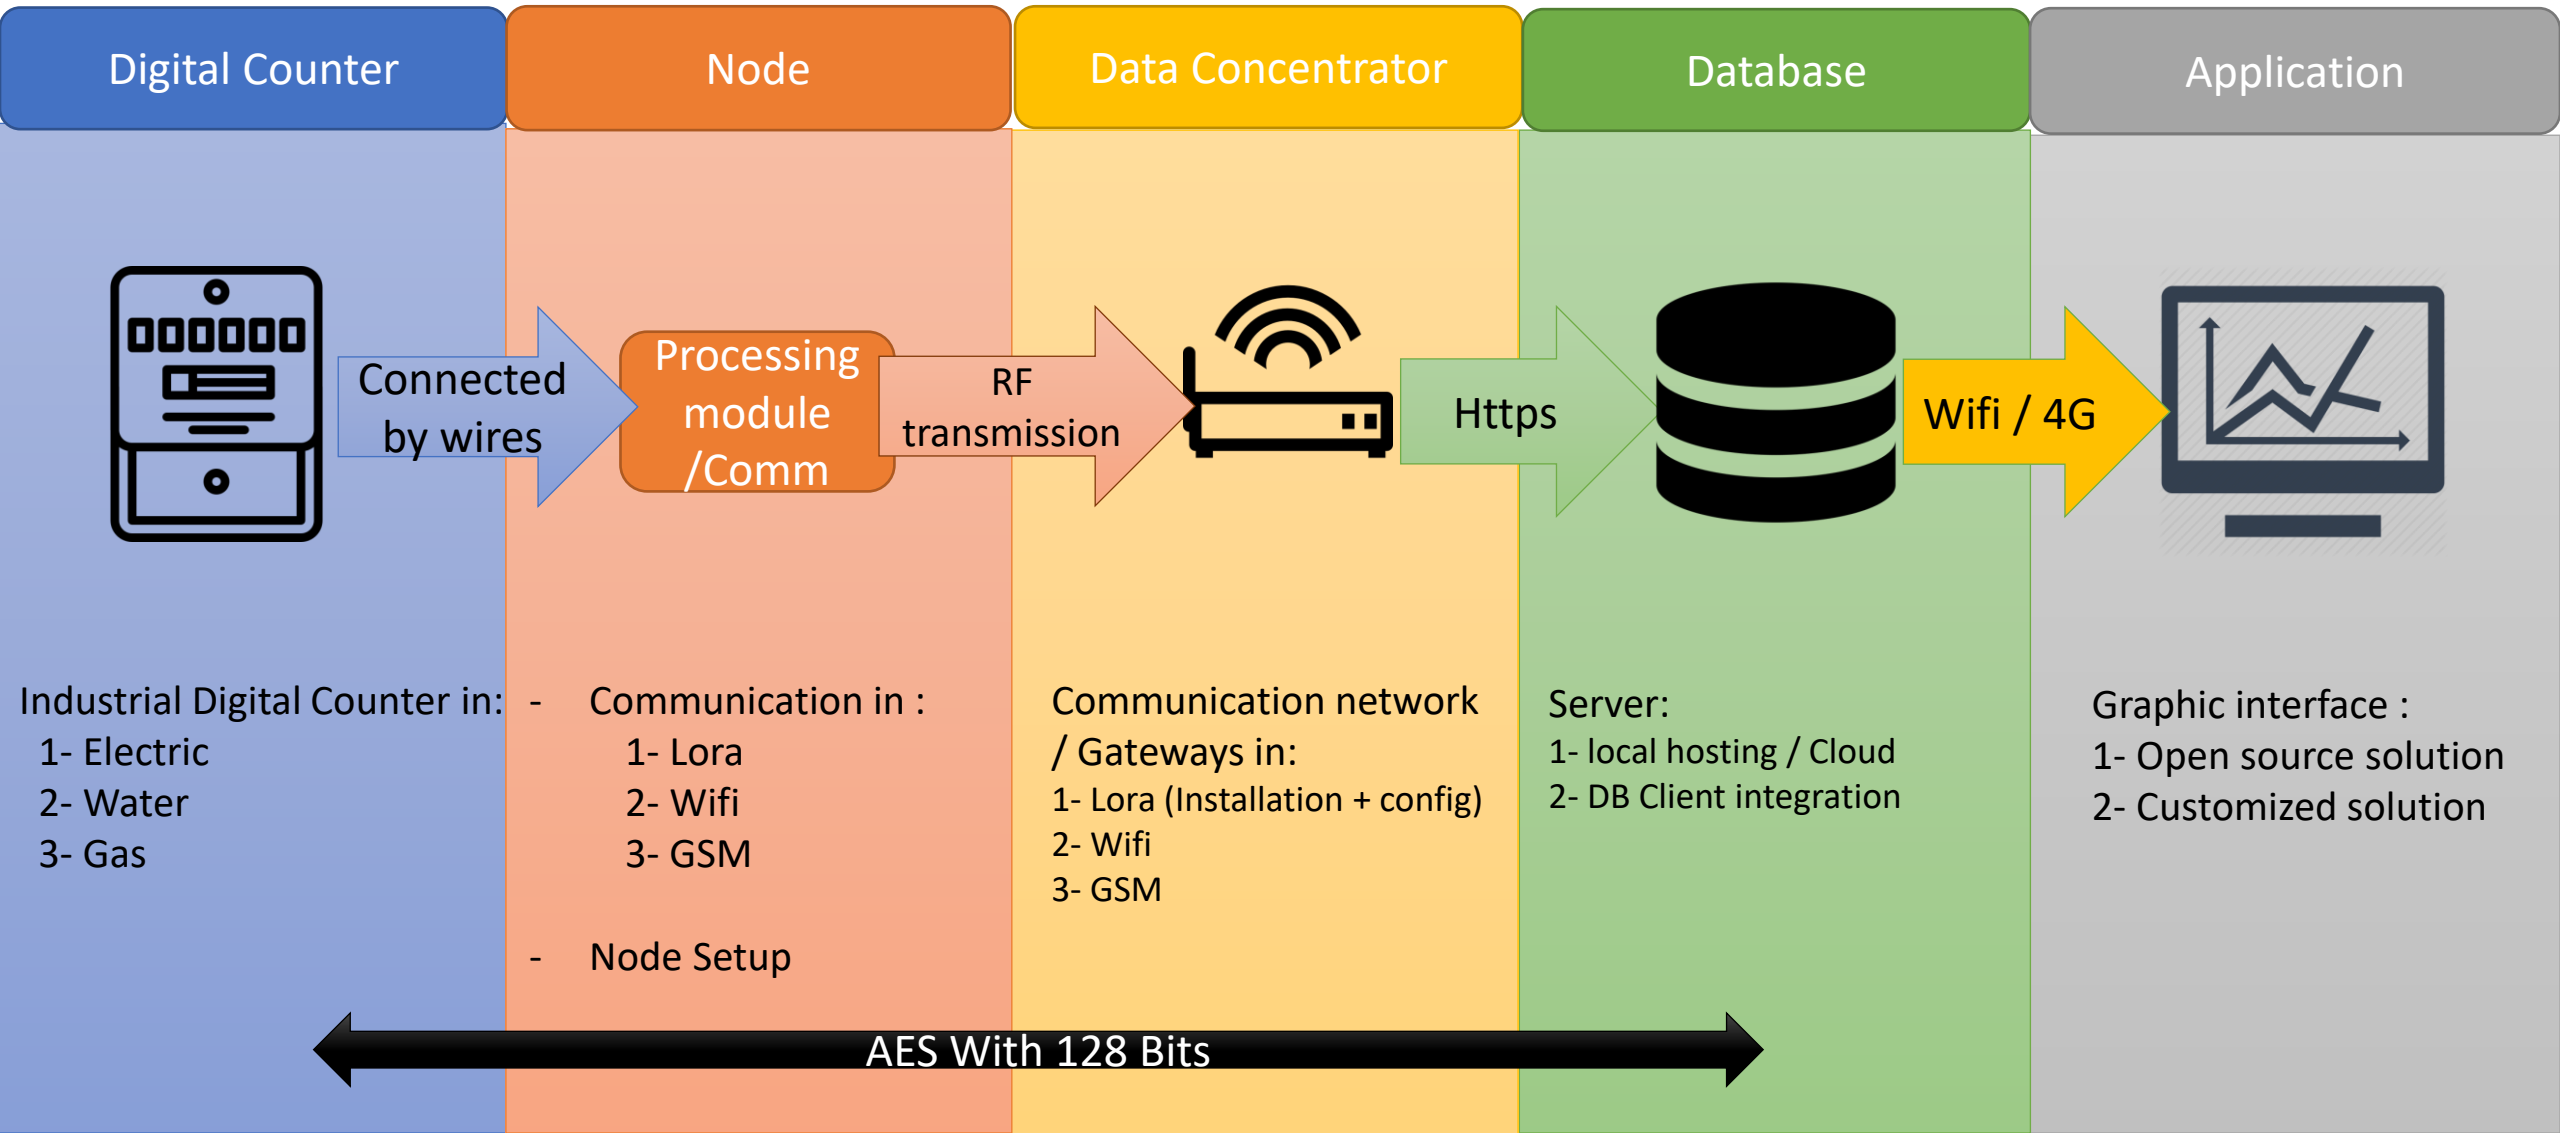 Digital Counter
Node
Data Concentrator
Database
Application
Connected
by wires
Processing
module
/Comm
RF
transmission
Https
Wifi / 4G
Industrial Digital Counter in:
1- Electric
2- Water
3- Gas
- Communication in :
1- Lora
2- Wifi
3- GSM
- Node Setup
Communication network
/ Gateways in:
1- Lora (Installation + config)
2- Wifi
3- GSM
Server:
1- local hosting / Cloud
2- DB Client integration
Graphic interface :
1- Open source solution
2- Customized solution
AES With 128 Bits